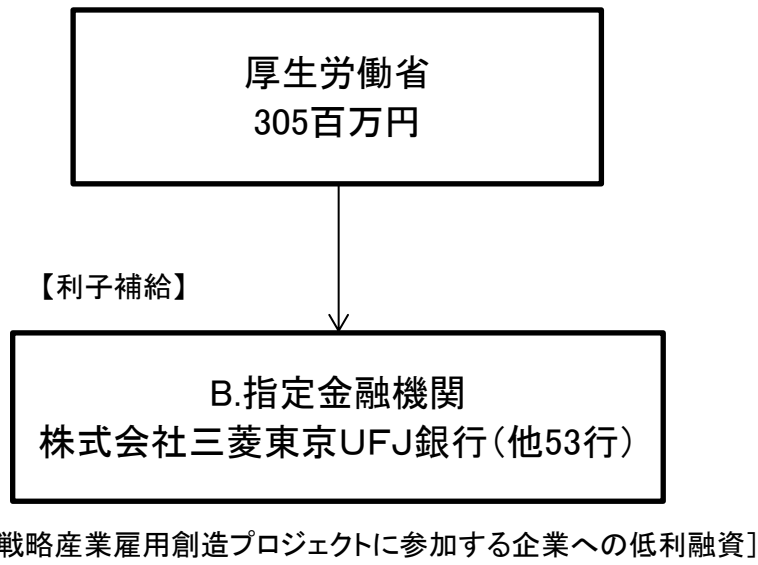 厚生労働省
305百万円
【利子補給】
B.指定金融機関
株式会社三菱東京UFJ銀行(他53行)
戦略産業雇用創造プロジェクトに参加する企業への低利融資]